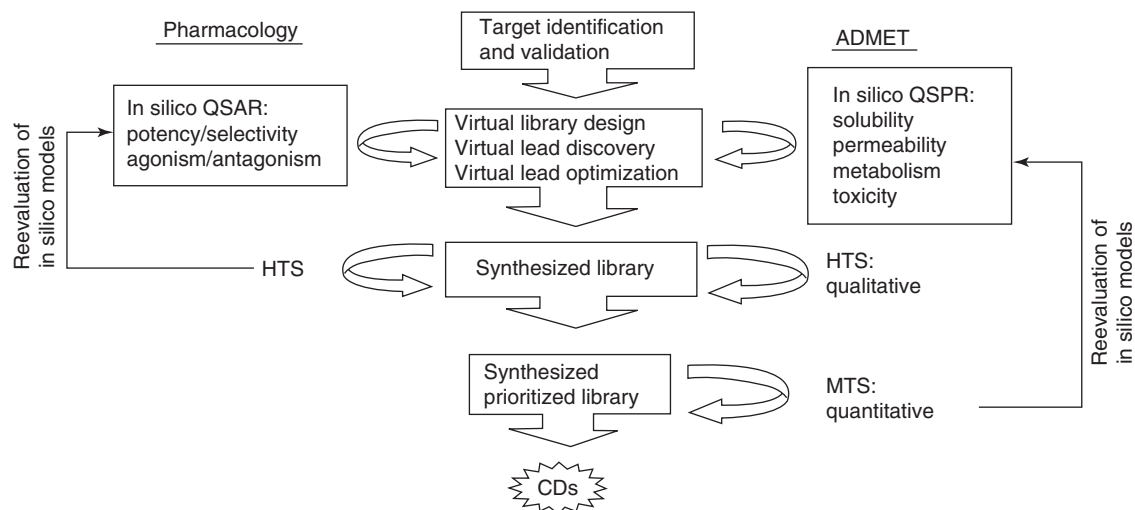 Pharmacology
Target identification
and validation
ADMET
In silico QSAR:
potency/selectivity
agonism/antagonism
Virtual library design
Virtual lead discovery
Virtual lead optimization
In silico QSPR:
solubility
permeability
metabolism
toxicity
Reevaluation of
in silico models
HTS
Synthesized library
HTS:
qualitative
Reevaluation of
in silico models
Synthesized
prioritized library
MTS:
quantitative
CDs